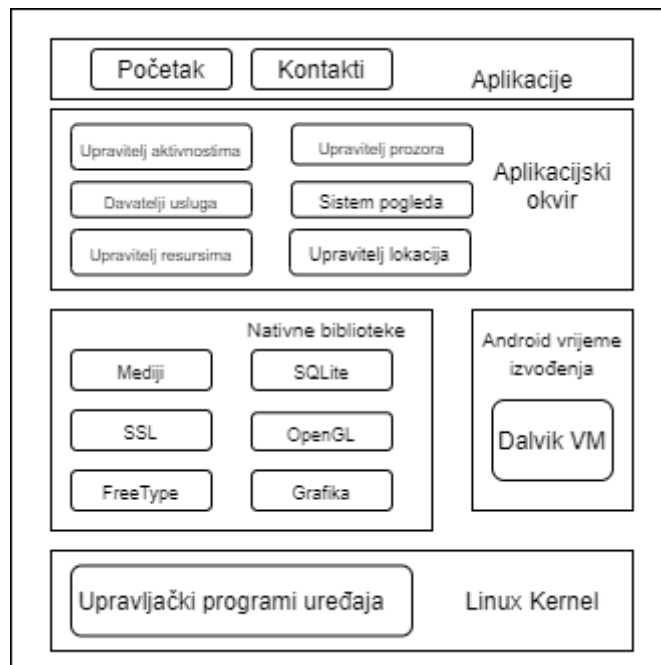 Početak
Kontakti
Aplikacije
Upravitelj aktivnostima
Upravitelj prozora
Aplikacijski
okvir
Davatelji usluga
Sistem pogleda
Upravitelj resursima
Upravitelj lokacija
Nativne biblioteke
Mediji
SQLite
SSL
OpenGL
FreeType
Grafika
Android vrijeme
izvođenja
Dalvik VM
Upravljački programi uređaja
Linux Kernel